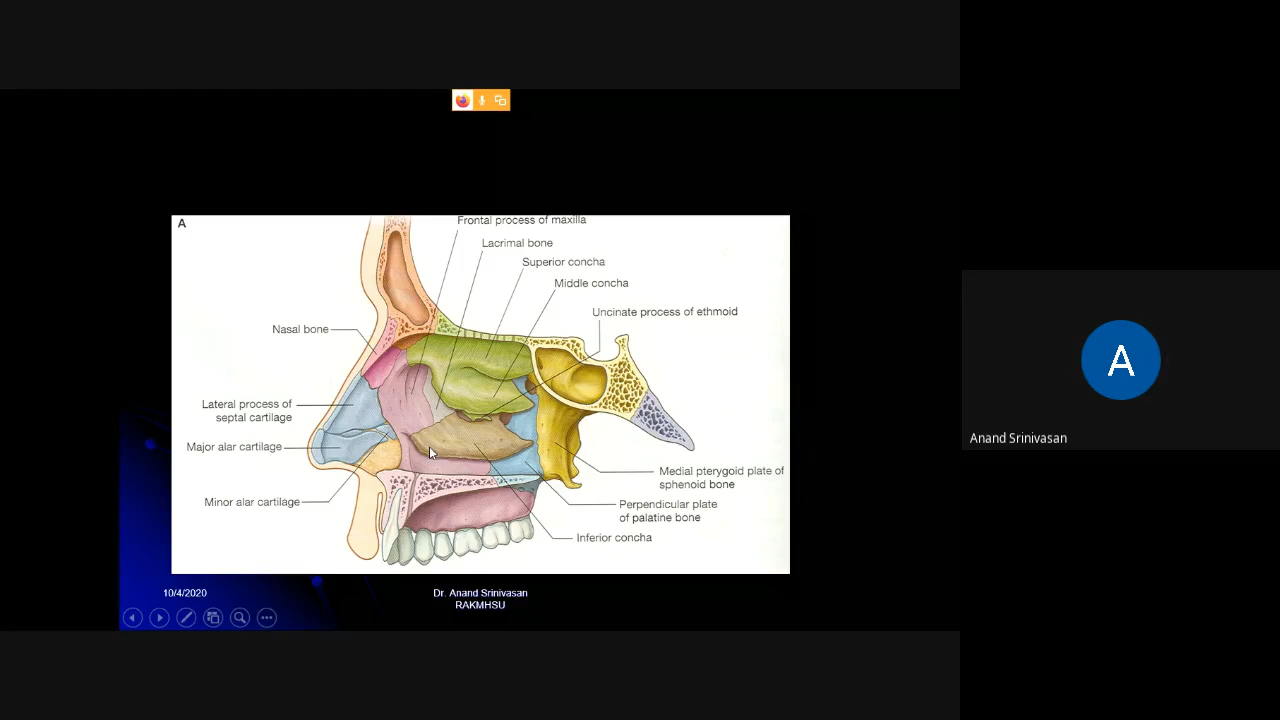 A
Frontal process of maxilla
Lacrimal bone
Superior concha
Middle concha
Uncinate process of ethmoid
Nasal bone
Lateral process of
septal cartilage
Major alar cartilage
Minor alar cartilage
Medial pterygoid plate of
sphenoid bone
Perpendicular plate
of palatine bone
Inferior concha
10/4/2020
Dr. Anand Srinivasan
RAKMHSU
A
Anand Srinivasan